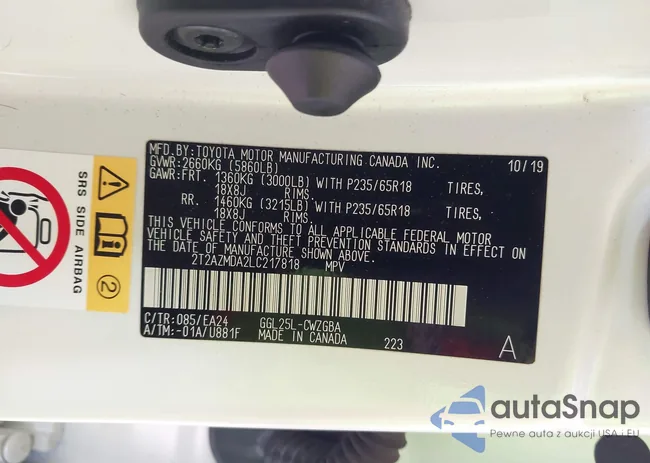 MFD.BY:TOYOTA MOTOR MANUFACTURING CANADA INC. 10/19
GVWR:2660KG (5860LB)
GAWR:FRT. 1360KG (3000LB) WITH P235/65R18 TIRES,
18X8J RIMS.
RR. 1460KG (3215LB) WITH P235/65R18 TIRES,
18X8J RIMS.
THIS VEHICLE CONFORMS TO ALL APPLICABLE FEDERAL MOTOR
VEHICLE SAFETY AND THEFT PREVENTION STANDARDS IN EFFECT ON
THE DATE OF MANUFACTURE SHOWN ABOVE.
2T2AZMDA2LC217818 MPV
C/TR:085/EA24 GGL25L-CWZGBA
A/TM:-01A/U881F MADE IN CANADA 223 A
SRS SIDE AIRBAG
2
autaSnap
Pewne auta z aukcji USA i EU